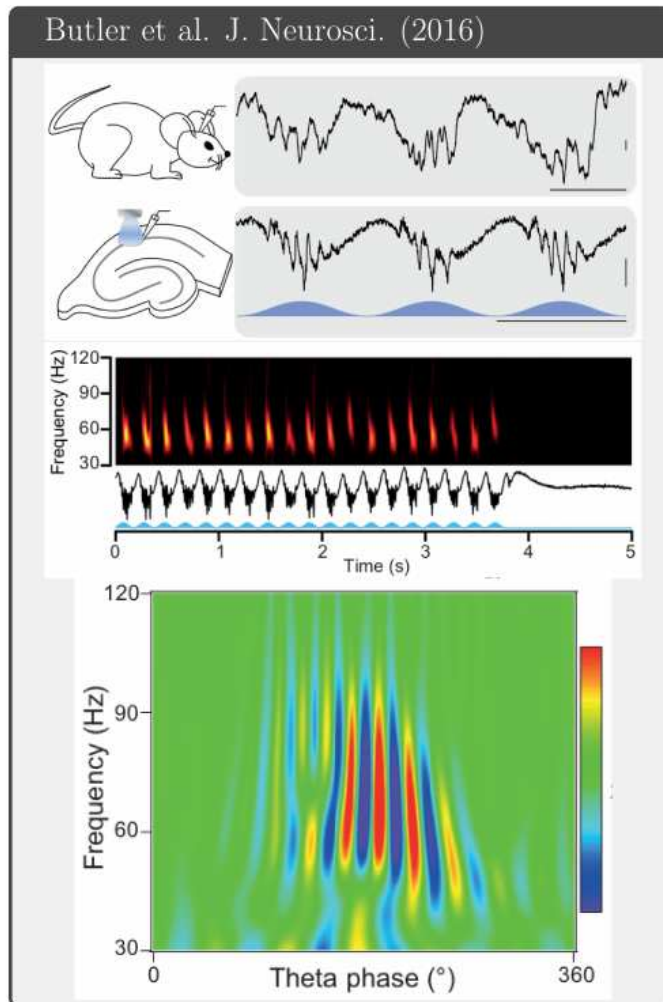 Butler et al. J. Neurosci. (2016)
Frequency (Hz)
120
90
60
30
0 1 2 3 4 5
Time (s)
Frequency (Hz)
120
90
60
30
0 Theta phase (°) 360